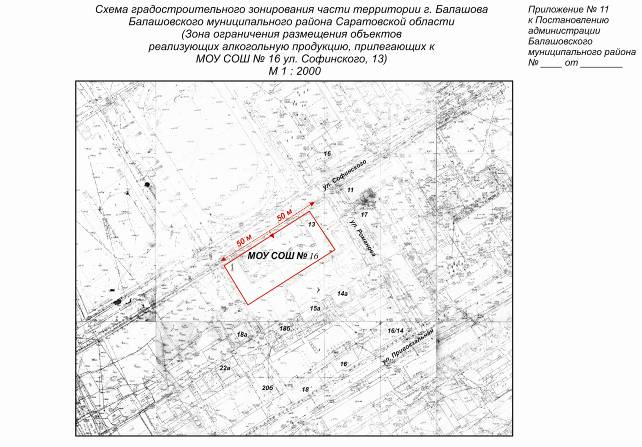 Схема градостроительного зонирования части территории г. Балашова
Балашовского муниципального района Саратовской области
(Зона ограничения размещения объектов
реализующих алкогольную продукцию, прилегающих к
МОУ СОШ № 16 ул. Софинского, 13)
М 1 : 2000
Приложение № 11
к Постановлению
администрации
Балашовского
муниципального района
№ ____ от ________
15
ул. Софинского
11
17
50 м
13
ул. Романова
50 м
МОУ СОШ № 16
14а
15а
18б
18а
16/14
ул. Привокзальная
16
22а
20б
18